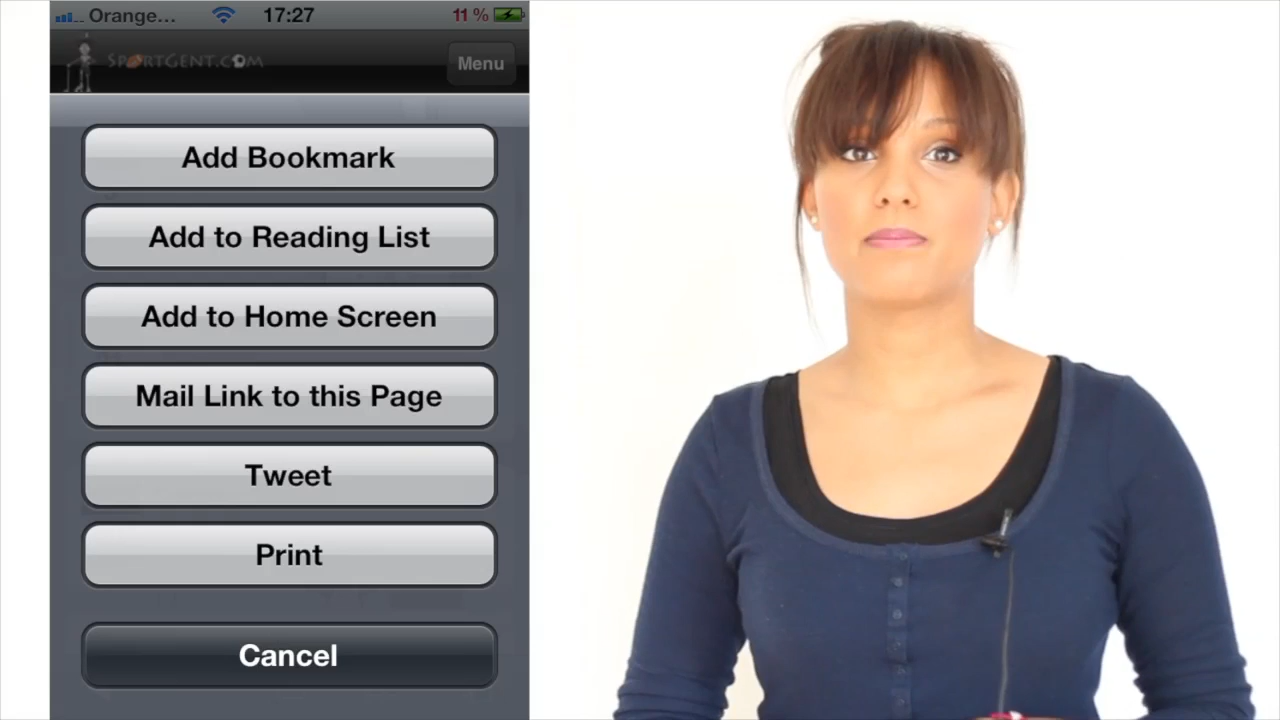 Orange... 17:27 11 %
SPORTGENT.COM
Menu
Add Bookmark
Add to Reading List
Add to Home Screen
Mail Link to this Page
Tweet
Print
Cancel